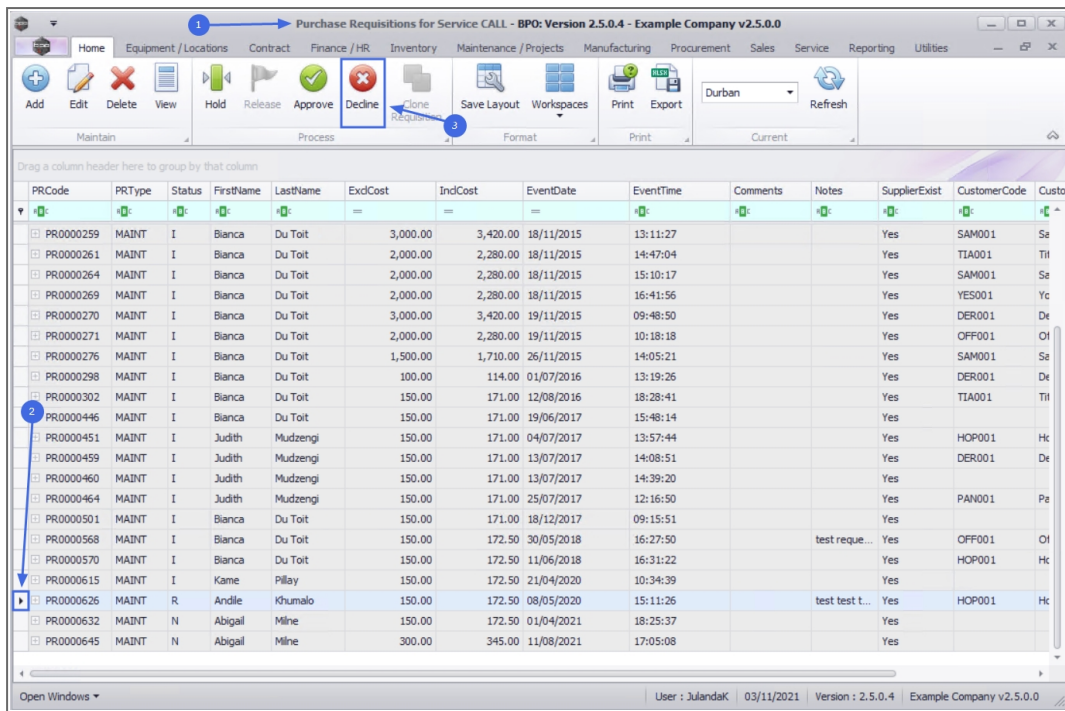 1
Purchase Requisitions for Service CALL - BPO: Version 2.5.0.4 - Example Company v2.5.0.0
Home Equipment / Locations Contract Finance / HR Inventory Maintenance / Projects Manufacturing Procurement Sales Service Reporting Utilities
Add Edit Delete View Hold Release Approve Decline Clone Requisition Save Layout Workspaces Print Export Durban Refresh
3
Maintain Process Format Print Current
Drag a column header here to group by that column
PRCode PRType Status FirstName LastName ExclCost InclCost EventDate EventTime Comments Notes SupplierExist CustomerCode Custo
PR0000259 MAINT I Bianca Du Toit 3,000.00 3,420.00 18/11/2015 13:11:27 Yes SAM001 Sa
PR0000261 MAINT I Bianca Du Toit 2,000.00 2,280.00 18/11/2015 14:47:04 Yes TIA001 Tit
PR0000264 MAINT I Bianca Du Toit 2,000.00 2,280.00 18/11/2015 15:10:17 Yes SAM001 Sa
PR0000269 MAINT I Bianca Du Toit 2,000.00 2,280.00 18/11/2015 16:41:56 Yes YES001 Yo
PR0000270 MAINT I Bianca Du Toit 3,000.00 3,420.00 19/11/2015 09:48:50 Yes DER001 De
PR0000271 MAINT I Bianca Du Toit 2,000.00 2,280.00 19/11/2015 10:18:18 Yes OFF001 Of
PR0000276 MAINT I Bianca Du Toit 1,500.00 1,710.00 26/11/2015 14:05:21 Yes SAM001 Sa
PR0000298 MAINT I Bianca Du Toit 100.00 114.00 01/07/2016 13:19:26 Yes DER001 De
PR0000302 MAINT I Bianca Du Toit 150.00 171.00 12/08/2016 18:28:41 Yes TIA001 Tit
2
PR0000446 MAINT I Bianca Du Toit 150.00 171.00 19/06/2017 15:48:14 Yes
PR0000451 MAINT I Judith Mudzengi 150.00 171.00 04/07/2017 13:57:44 Yes HOP001 Ho
PR0000459 MAINT I Judith Mudzengi 150.00 171.00 13/07/2017 14:08:51 Yes DER001 De
PR0000460 MAINT I Judith Mudzengi 150.00 171.00 13/07/2017 14:39:20 Yes
PR0000464 MAINT I Judith Mudzengi 150.00 171.00 25/07/2017 12:16:50 Yes PAN001 Pa
PR0000501 MAINT I Bianca Du Toit 150.00 171.00 18/12/2017 09:15:51 Yes
PR0000568 MAINT I Bianca Du Toit 150.00 172.50 30/05/2018 16:27:50 test reque... Yes OFF001 Of
PR0000570 MAINT I Bianca Du Toit 150.00 172.50 11/06/2018 16:31:22 Yes HOP001 Ho
PR0000615 MAINT I Kame Pillay 150.00 172.50 21/04/2020 10:34:39 Yes
PR0000626 MAINT R Andile Khumalo 150.00 172.50 08/05/2020 15:11:26 test test t... Yes HOP001 Ho
PR0000632 MAINT N Abigail Milne 150.00 172.50 01/04/2021 18:25:37 Yes
PR0000645 MAINT N Abigail Milne 300.00 345.00 11/08/2021 17:05:08 Yes
Open Windows User : JulandaK 03/11/2021 Version : 2.5.0.4 Example Company v2.5.0.0